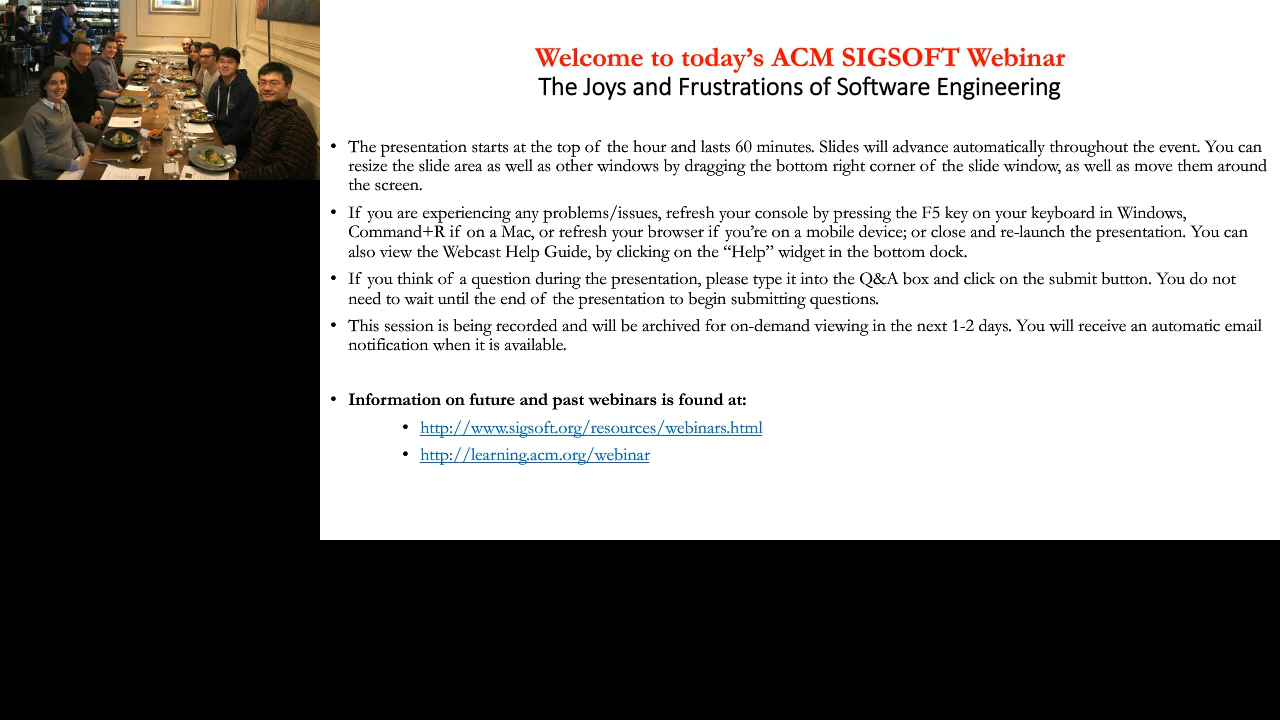 Welcome to today’s ACM SIGSOFT Webinar
The Joys and Frustrations of Software Engineering
• The presentation starts at the top of the hour and lasts 60 minutes. Slides will advance automatically throughout the event. You can
resize the slide area as well as other windows by dragging the bottom right corner of the slide window, as well as move them around
the screen.
• If you are experiencing any problems/issues, refresh your console by pressing the F5 key on your keyboard in Windows,
Command+R if on a Mac, or refresh your browser if you’re on a mobile device; or close and re-launch the presentation. You can
also view the Webcast Help Guide, by clicking on the “Help” widget in the bottom dock.
• If you think of a question during the presentation, please type it into the Q&A box and click on the submit button. You do not
need to wait until the end of the presentation to begin submitting questions.
• This session is being recorded and will be archived for on-demand viewing in the next 1-2 days. You will receive an automatic email
notification when it is available.
• Information on future and past webinars is found at:
• http://www.sigsoft.org/resources/webinars.html
• http://learning.acm.org/webinar